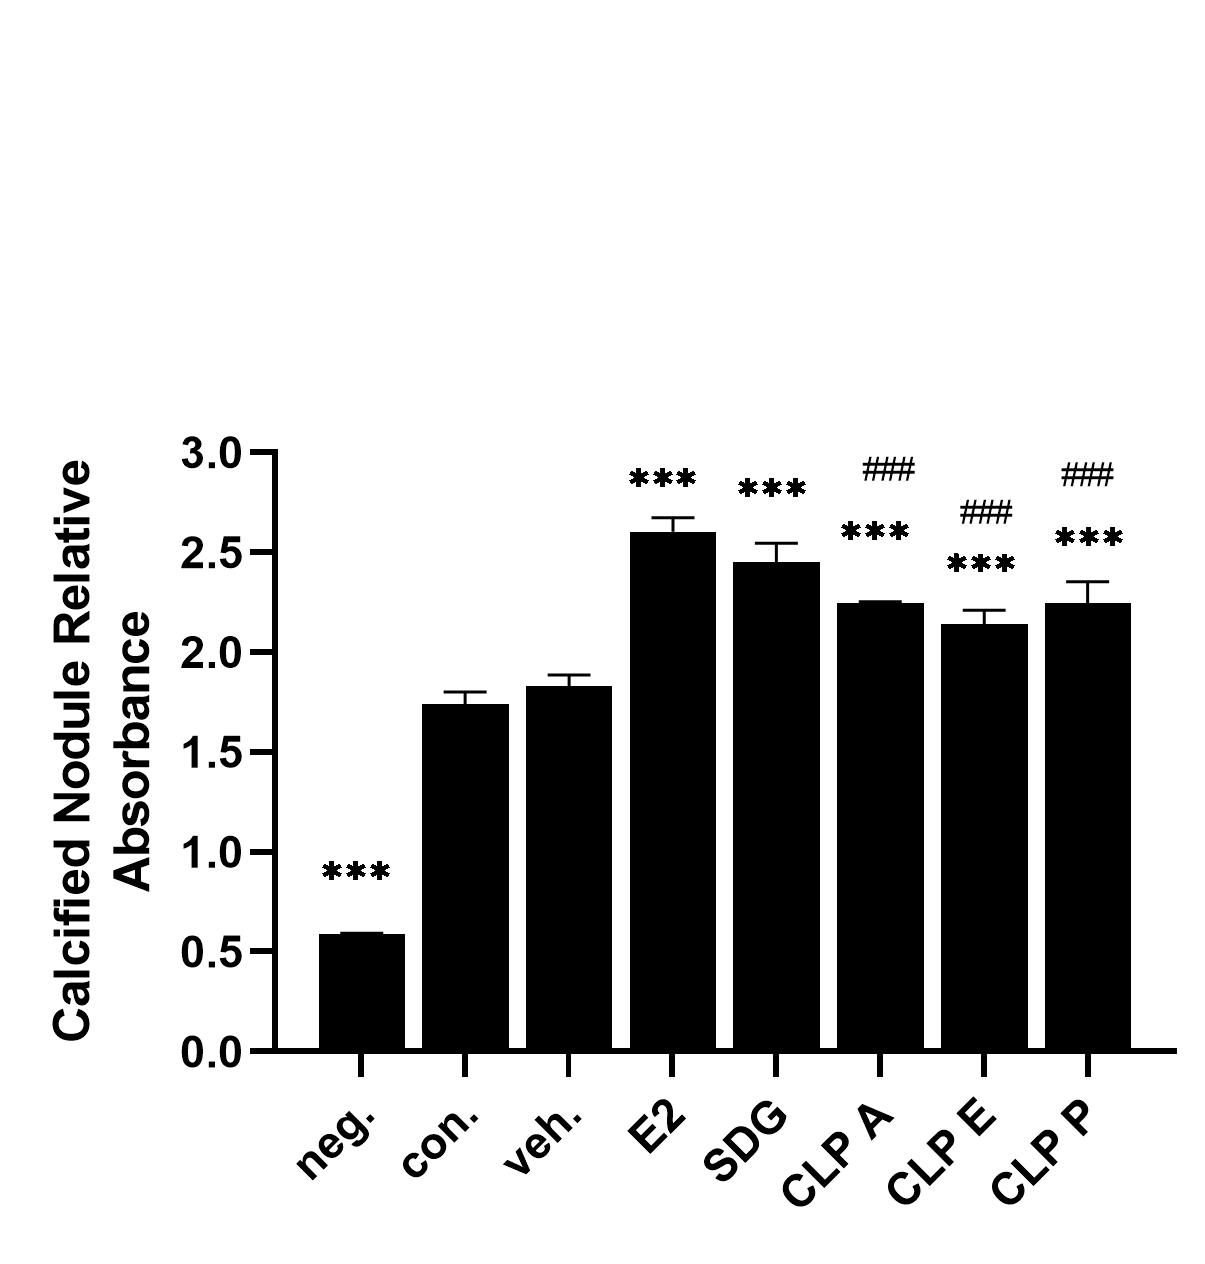 Calcified Nodule Relative
Absorbance
3.0
2.5
2.0
1.5
1.0
0.5
0.0
***
***
***
###
***
###
***
###
***
neg.
con.
veh.
E2
SDG
CLP A
CLP E
CLP P